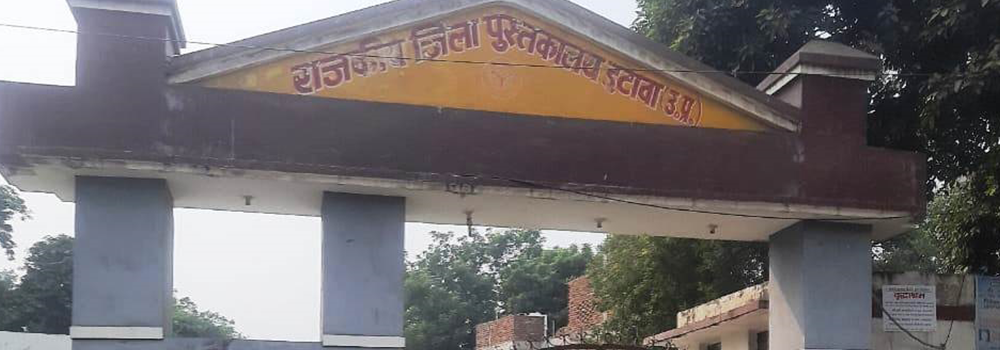 राजकीय जिला पुस्तकालय इटावा उ.प्र.)